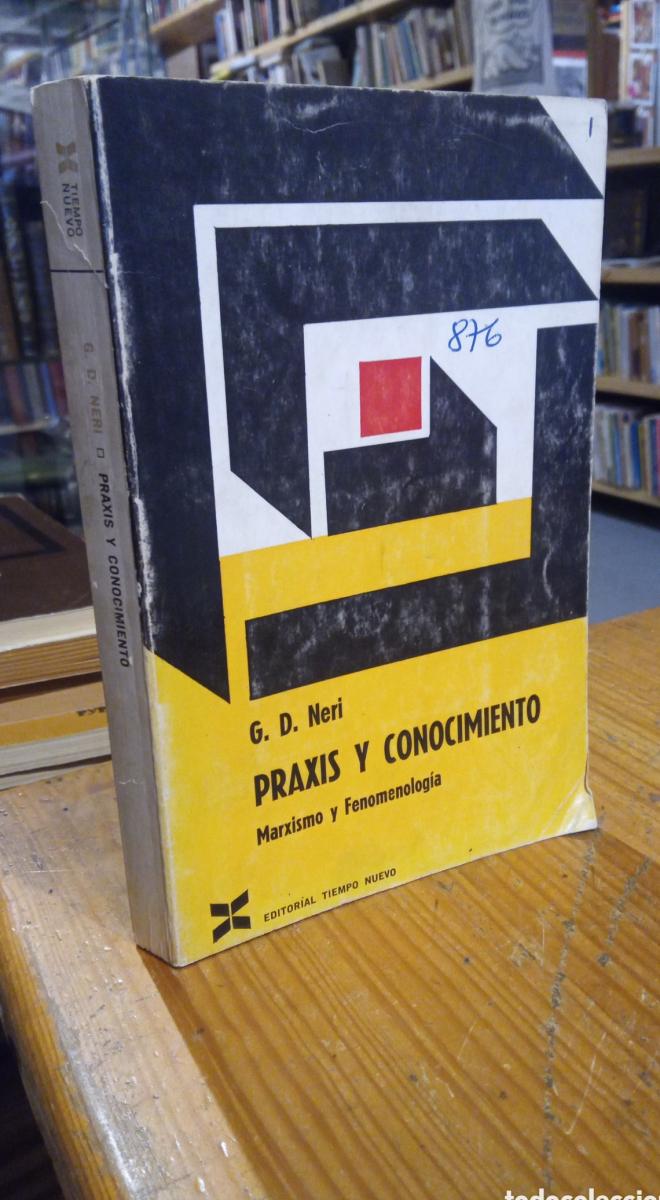 TIEMPO
NUEVO
G. D. NERI □ PRAXIS Y CONOCIMIENTO
1
876
G. D. Neri
PRAXIS Y CONOCIMIENTO
Marxismo y Fenomenología
EDITORIAL TIEMPO NUEVO